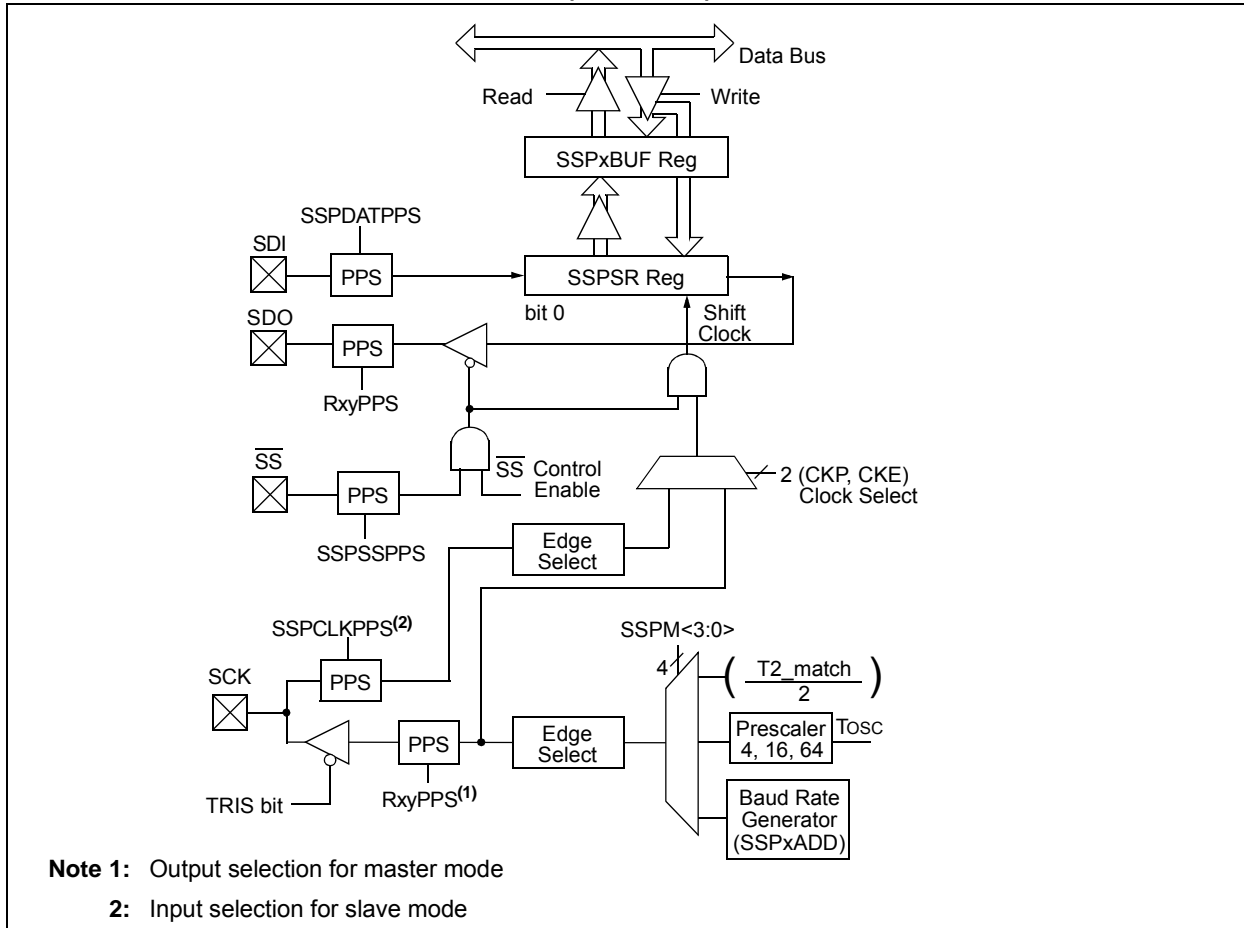 Data Bus
Read
Write
SSPxBUF Reg
SSPDATPPS
SDI
PPS
SSPSR Reg
bit 0
Shift
Clock
SDO
PPS
RxyPPS
SS
PPS
SS Control
Enable
2 (CKP, CKE)
Clock Select
SSPSSPPS
Edge
Select
SSPCLKPPS(2)
SSPM<3:0>
4
SCK
PPS
( T2_match
2 )
PPS
Edge
Select
Prescaler
4, 16, 64
TOSC
TRIS bit
RxyPPS(1)
Baud Rate
Generator
(SSPxADD)
Note 1: Output selection for master mode
2: Input selection for slave mode